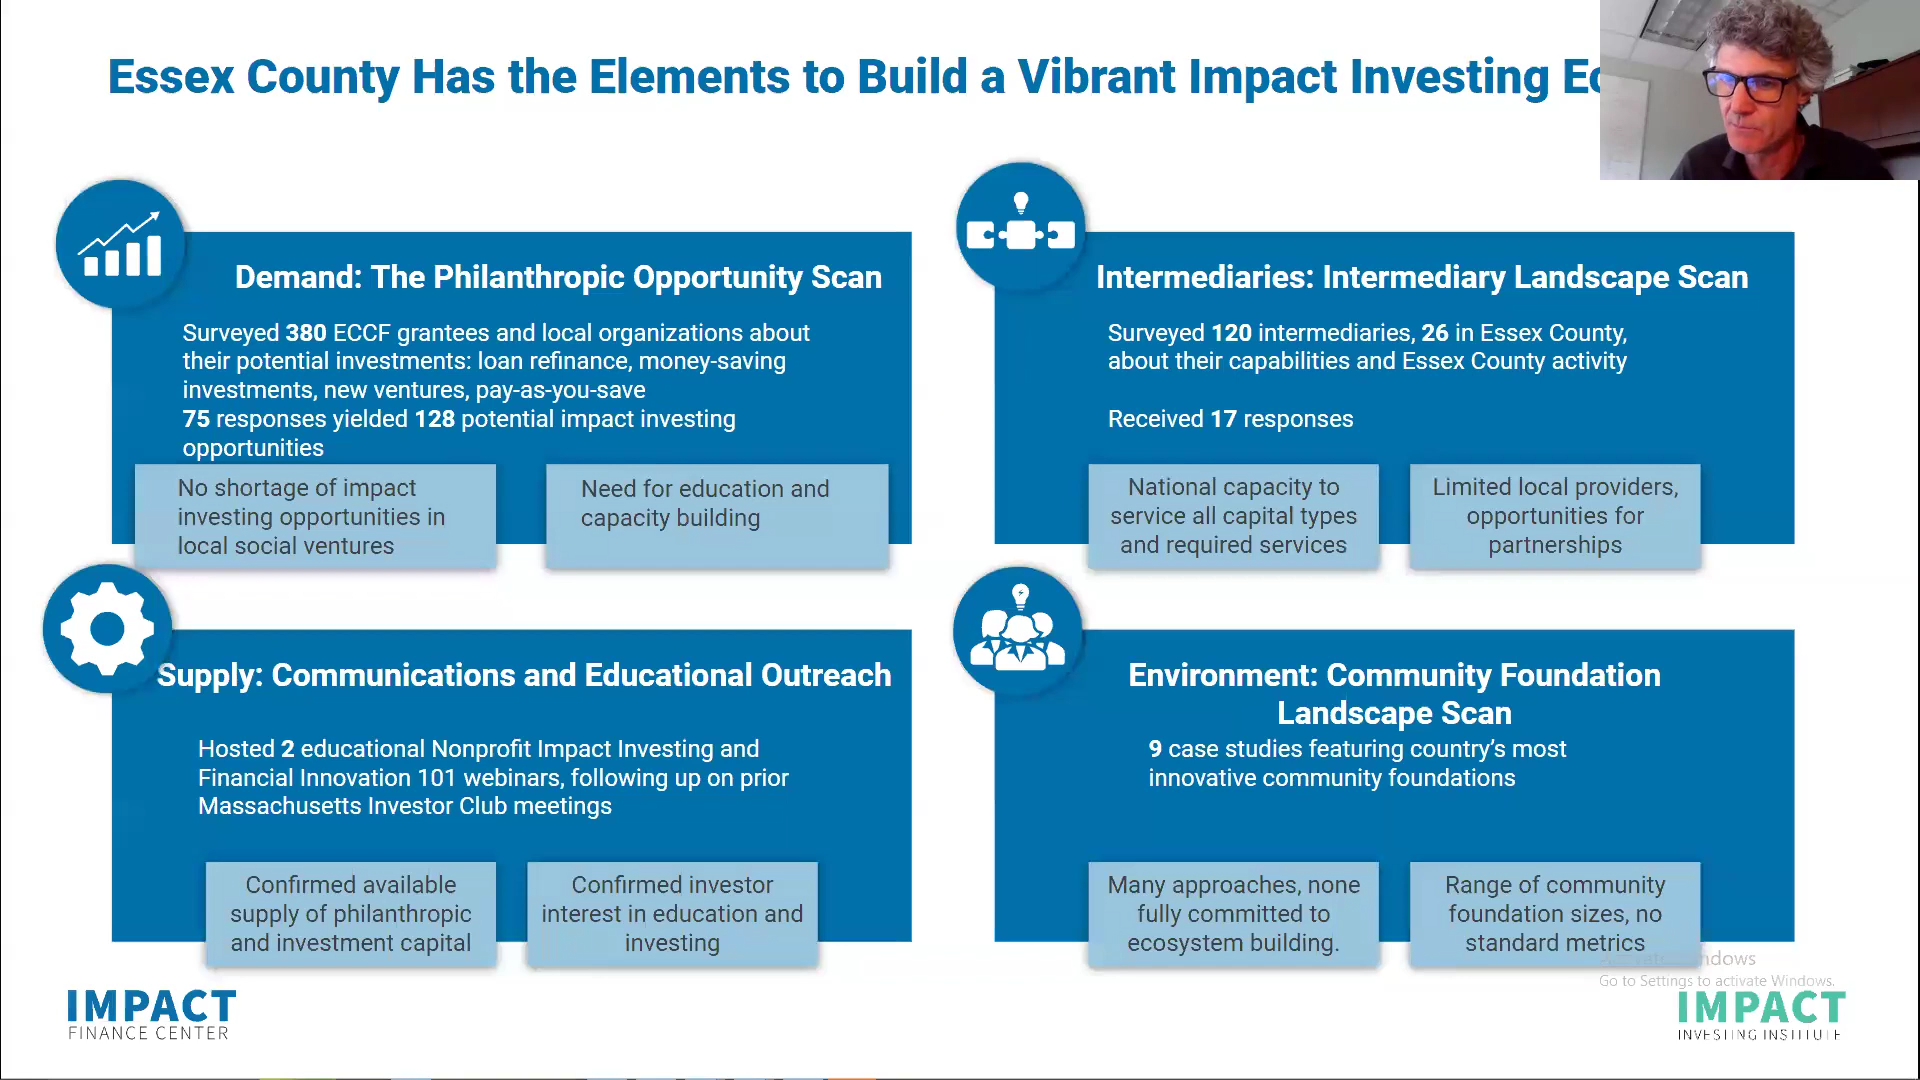 Essex County Has the Elements to Build a Vibrant Impact Investing
Demand: The Philanthropic Opportunity Scan
Surveyed 380 ECCF grantees and local organizations about
their potential investments: loan refinance, money-saving
investments, new ventures, pay-as-you-save
75 responses yielded 128 potential impact investing
opportunities
No shortage of impact
investing opportunities in
local social ventures
Need for education and
capacity building
Intermediaries: Intermediary Landscape Scan
Surveyed 120 intermediaries, 26 in Essex County,
about their capabilities and Essex County activity
Received 17 responses
National capacity to
service all capital types
and required services
Limited local providers,
opportunities for
partnerships
Supply: Communications and Educational Outreach
Hosted 2 educational Nonprofit Impact Investing and
Financial Innovation 101 webinars, following up on prior
Massachusetts Investor Club meetings
Confirmed available
supply of philanthropic
and investment capital
Confirmed investor
interest in education and
investing
Environment: Community Foundation
Landscape Scan
9 case studies featuring country's most
innovative community foundations
Many approaches, none
fully committed to
ecosystem building.
Range of community
foundation sizes, no
standard metrics
Activate Windows
Go to Settings to activate Windows.
IMPACT
FINANCE CENTER
IMPACT
INVESTING INSTITUTE